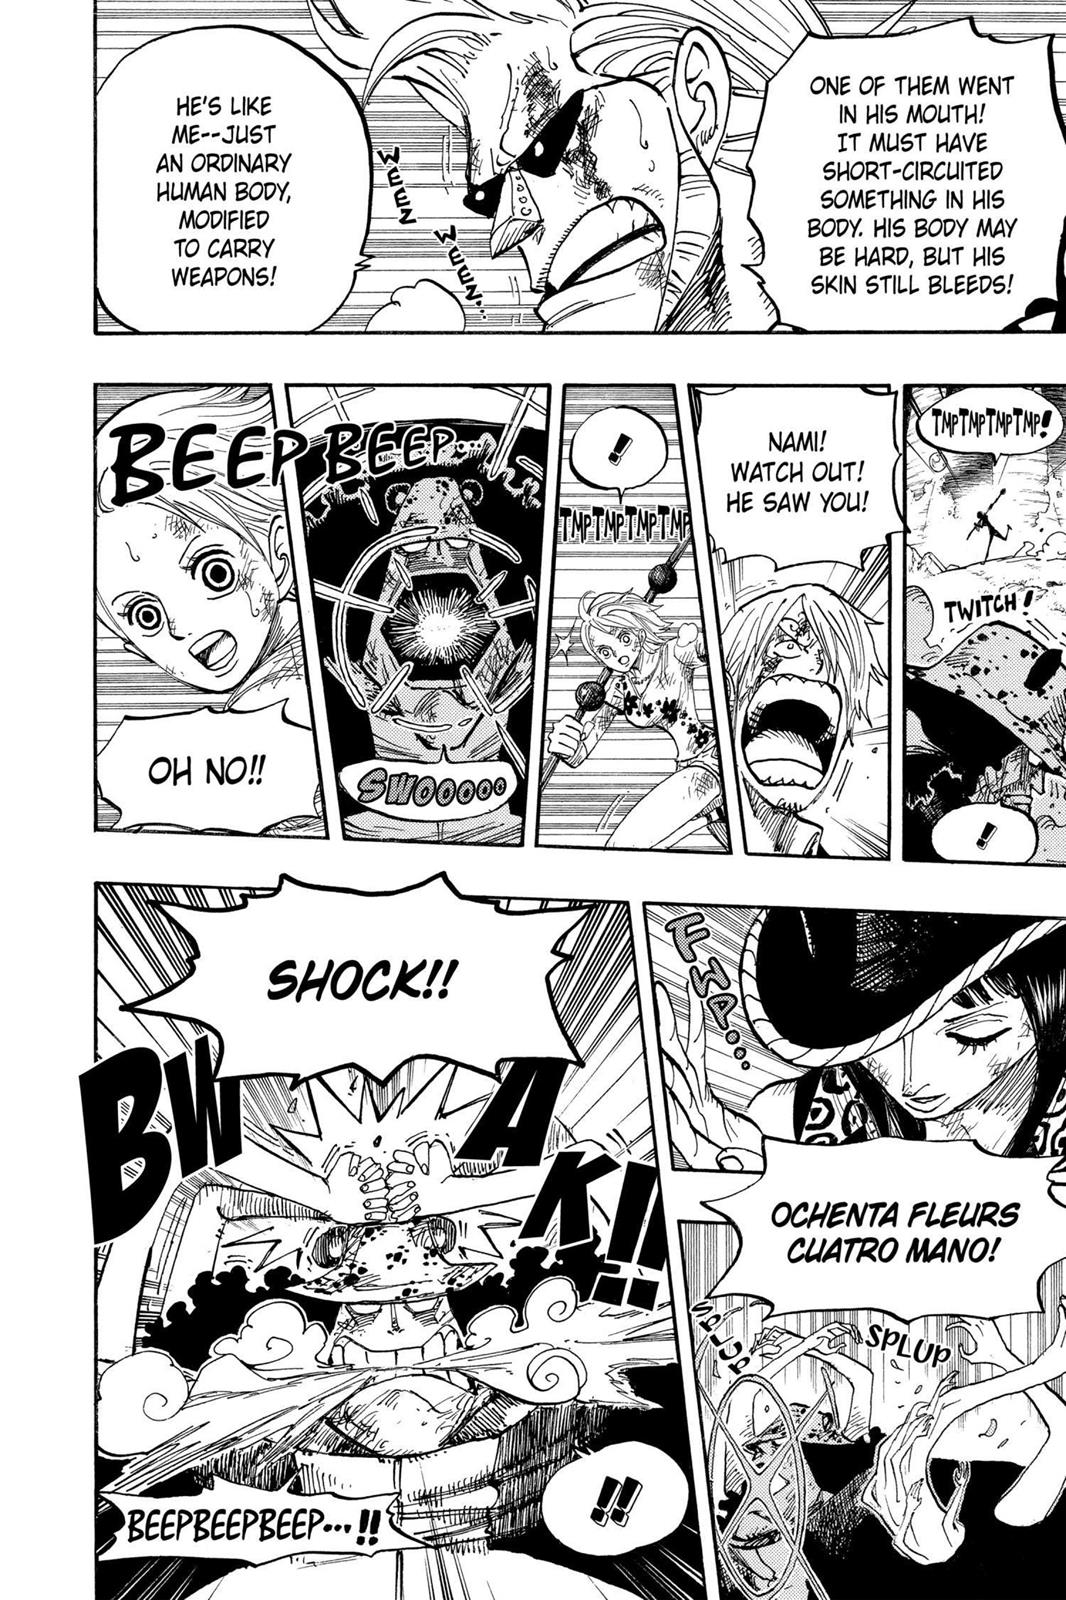 ONE OF THEM WENT
IN HIS MOUTH!
IT MUST HAVE
SHORT-CIRCUITED
SOMETHING IN HIS
BODY. HIS BODY MAY
BE HARD, BUT HIS
SKIN STILL BLEEDS!
HE'S LIKE
ME--JUST
AN ORDINARY
HUMAN BODY,
MODIFIED
TO CARRY
WEAPONS!
WEEZ
WEEZ...
TMPTMPTMPTMP!
TWITCH!
!
NAMI!
WATCH OUT!
HE SAW YOU!
!
TMPTMPTMPTMP
BEEP BEEP...
SWOOOOO
OH NO!!
FWP...
OCHENTA FLEURS
CUATRO MANO!
SPLUP
SPLUP
SHOCK!!
BWAAK!!
!!
BEEPBEEPBEEP...!!